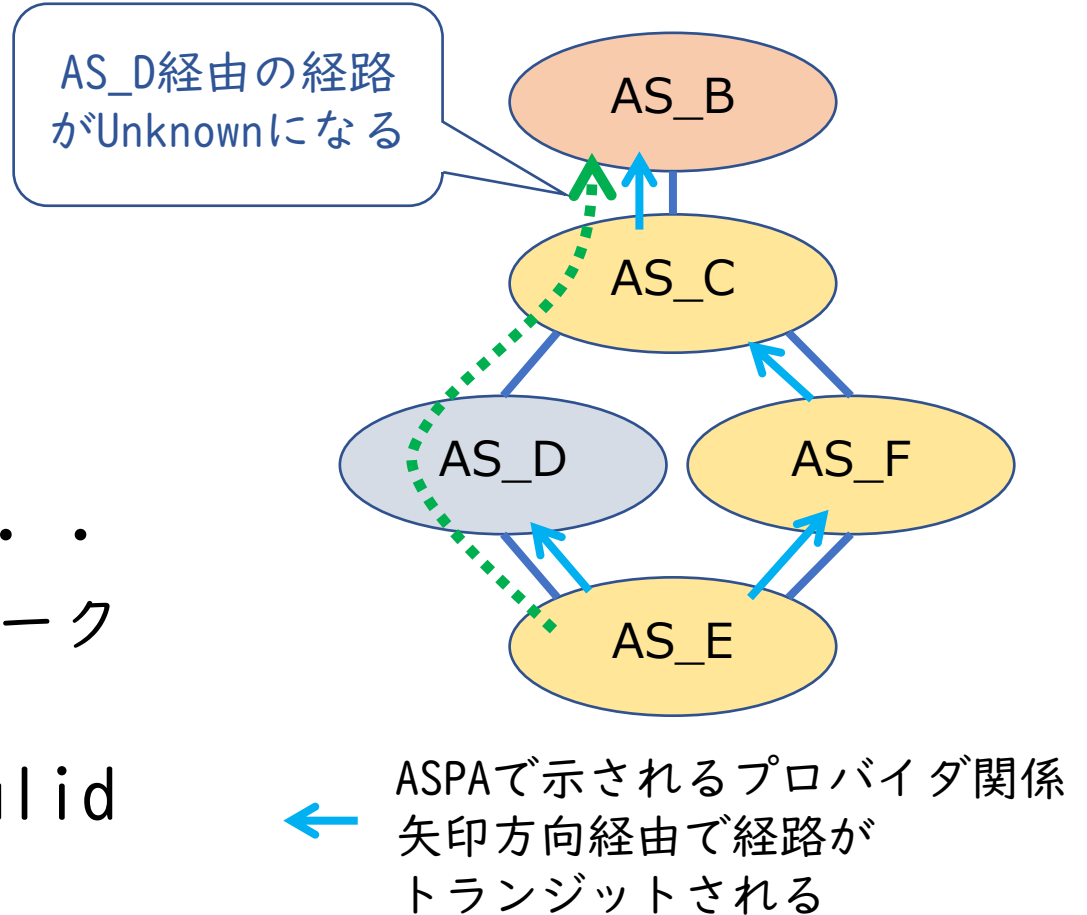 AS_D経由の経路
がUnknownになる
AS_B
AS_C
AS_D
AS_F
AS_E
・・
ーク
lid
ASPAで示されるプロバイダ関係
矢印方向経由で経路が
トランジットされる